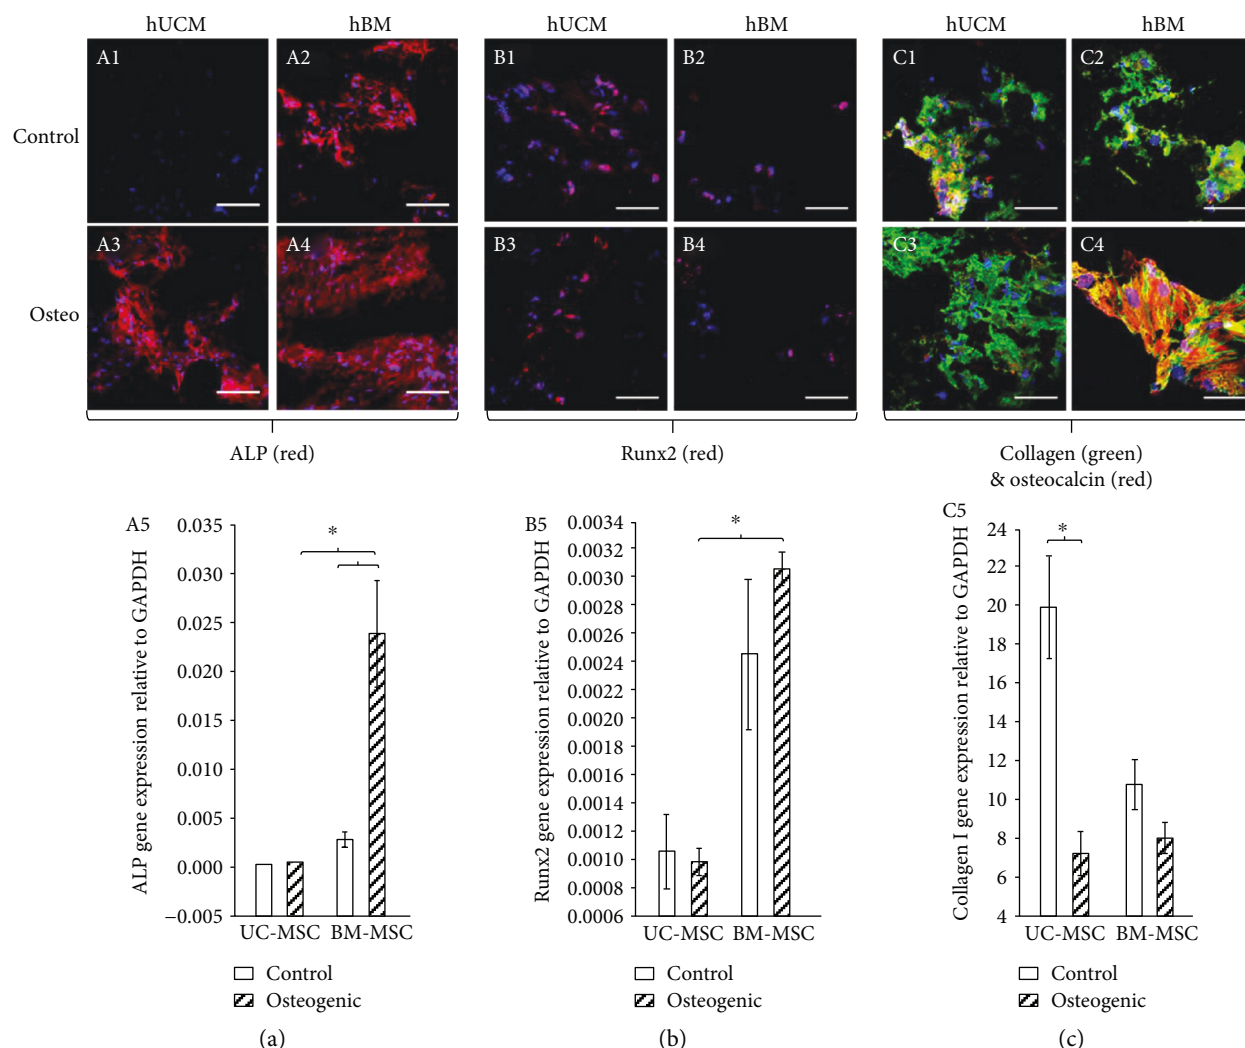 hUCM hBM hUCM hBM hUCM hBM
Control A1 A2 B1 B2 C1 C2
Osteo A3 A4 B3 B4 C3 C4
ALP (red) Runx2 (red) Collagen (green)
& osteocalcin (red)
A5
ALP gene expression relative to GAPDH
0.035
0.030
0.025
0.020
0.015
0.010
0.005
0.000
−0.005
*
UC-MSC BM-MSC
Control
Osteogenic
(a)
B5
Runx2 gene expression relative to GAPDH
0.0034
0.0032
0.0030
0.0028
0.0026
0.0024
0.0022
0.0020
0.0018
0.0016
0.0014
0.0012
0.0010
0.0008
0.0006
*
UC-MSC BM-MSC
Control
Osteogenic
(b)
C5
Collagen I gene expression relative to GAPDH
24
22
20
18
16
14
12
10
8
6
4
*
UC-MSC BM-MSC
Control
Osteogenic
(c)